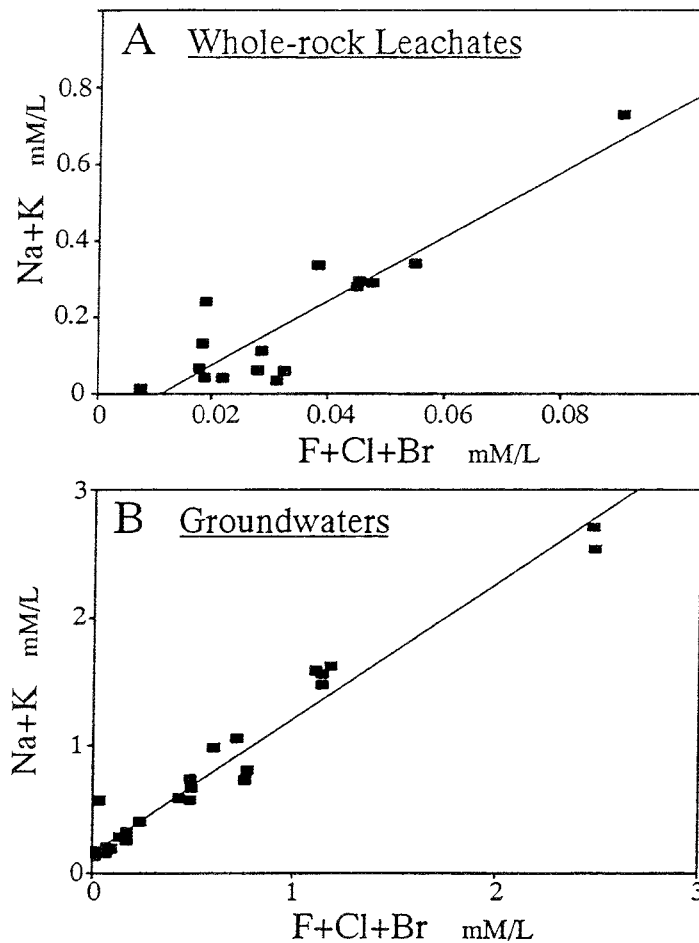 A Whole-rock Leachates
Na+K mM/L
0.8
0.6
0.4
0.2
0
0 0.02 0.04 0.06 0.08
F+Cl+Br mM/L
B Groundwaters
Na+K mM/L
3
2
1
0
0 1 2 3
F+Cl+Br mM/L